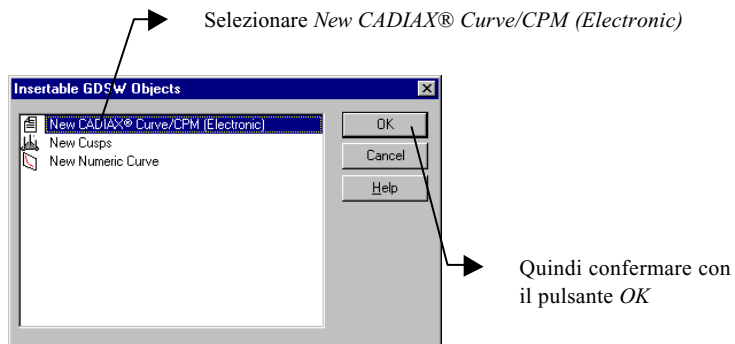 Selezionare New CADIAX® Curve/CPM (Electronic)
Insertable GDSW Objects
New CADIAX® Curve/CPM (Electronic)
New Cusps
New Numeric Curve
OK
Cancel
Help
Quindi confermare con
il pulsante OK